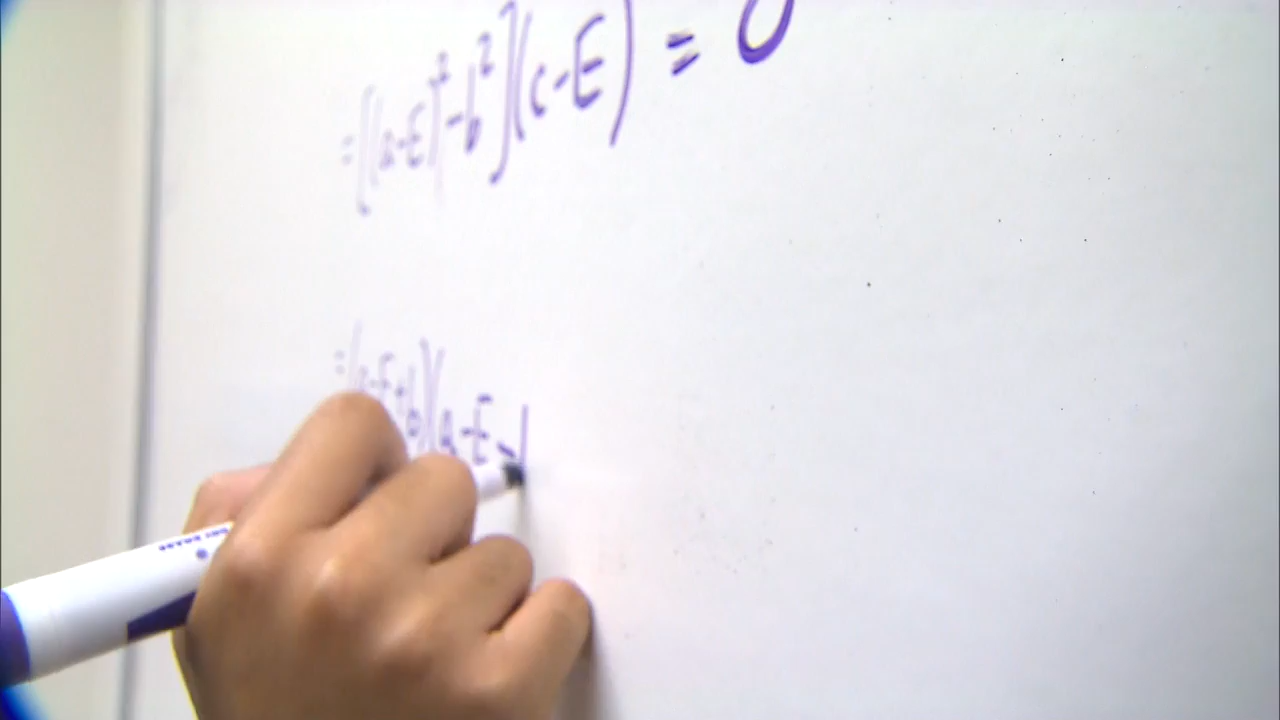 =[(a-E)²-b²](c-E) = 0
=(a-E+b)(a-E-